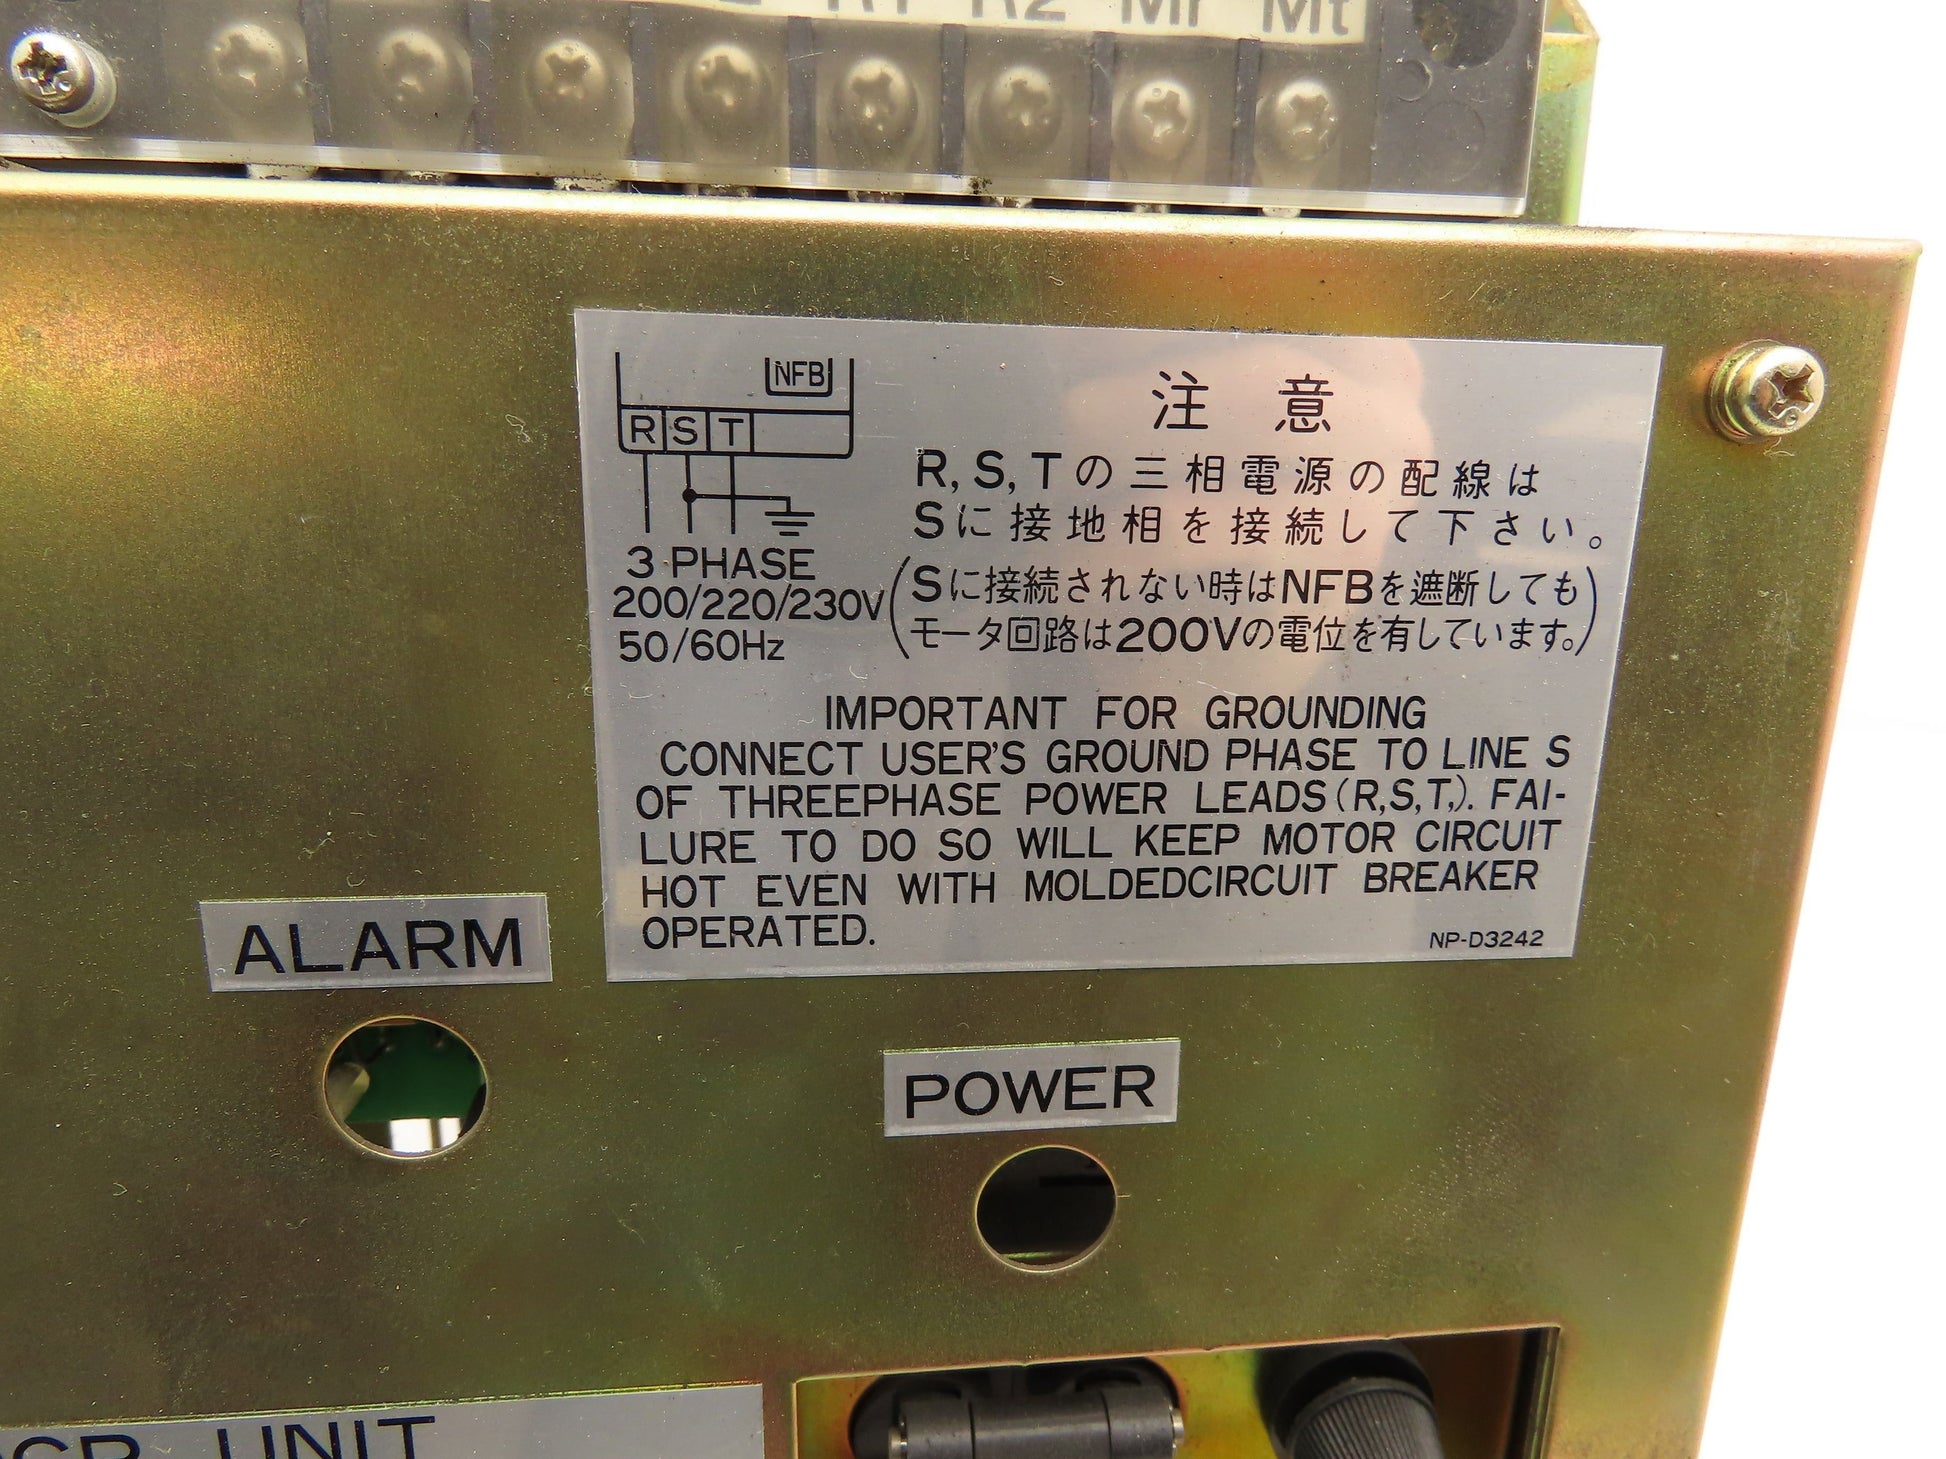 R1 R2 Mr Mt
NFB
R S T
3 PHASE
200/220/230V
50/60Hz
注 意
R, S, Tの三相電源の配線は
Sに接地相を接続して下さい。
(Sに接続されない時はNFBを遮断しても
モータ回路は200Vの電位を有しています。)
IMPORTANT FOR GROUNDING
CONNECT USER'S GROUND PHASE TO LINE S
OF THREEPHASE POWER LEADS (R,S,T,). FAI-
LURE TO DO SO WILL KEEP MOTOR CIRCUIT
HOT EVEN WITH MOLDEDCIRCUIT BREAKER
OPERATED.
NP-D3242
ALARM
POWER
UNIT